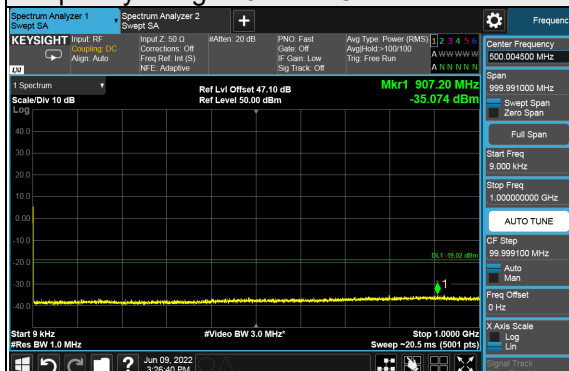 Spectrum Analyzer 1
Swept SA
Spectrum Analyzer 2
Swept SA
+
Frequenc
KEYSIGHT
Input: RF
Coupling: DC
Align: Auto
Input Z: 50 Ω
Corrections: Off
Freq Ref: Int (S)
NFE: Adaptive
#Atten: 20 dB
PNO: Fast
Gate: Off
IF Gain: Low
Sig Track: Off
Avg Type: Power (RMS)
Avg|Hold:>100/100
Trig: Free Run
1 2 3 4 5 6
A W W W W W
A N N N N N
LXI
1 Spectrum
Scale/Div 10 dB
Log
Ref Lvl Offset 47.10 dB
Ref Level 50.00 dBm
Mkr1 907.20 MHz
-35.074 dBm
40.0
30.0
20.0
10.0
0.00
-10.0
-20.0
-30.0
-40.0
DL1 -19.02 dBm
1
Start 9 kHz
#Res BW 1.0 MHz
#Video BW 3.0 MHz*
Stop 1.0000 GHz
Sweep ~20.5 ms (5001 pts)
?
Jun 09, 2022
3:26:40 PM
Center Frequency
500.004500 MHz
Span
999.991000 MHz
Swept Span
Zero Span
Full Span
Start Freq
9.000 kHz
Stop Freq
1.000000000 GHz
AUTO TUNE
CF Step
99.999100 MHz
Auto
Man
Freq Offset
0 Hz
X Axis Scale
Log
Lin
Signal Track